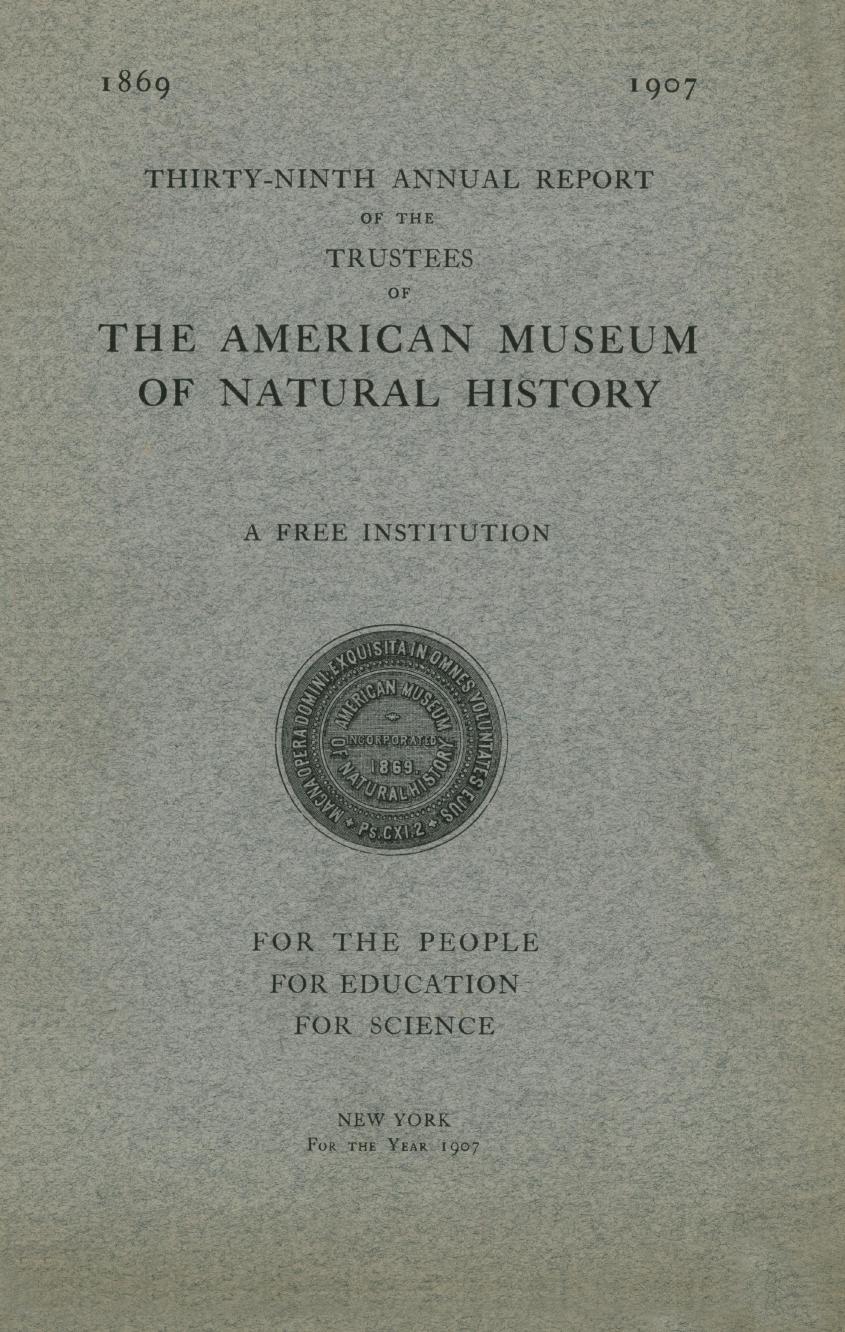 1869 1907
THIRTY-NINTH ANNUAL REPORT
OF THE
TRUSTEES
OF
THE AMERICAN MUSEUM
OF NATURAL HISTORY
A FREE INSTITUTION
MAGNA OPERA DOMINI. EXQUISITA IN OMNES VOLUNTATES EJUS
Ps. CXI.2
AMERICAN MUSEUM
OF NATURAL HISTORY
INCORPORATED
1869.
FOR THE PEOPLE
FOR EDUCATION
FOR SCIENCE
NEW YORK
FOR THE YEAR 1907